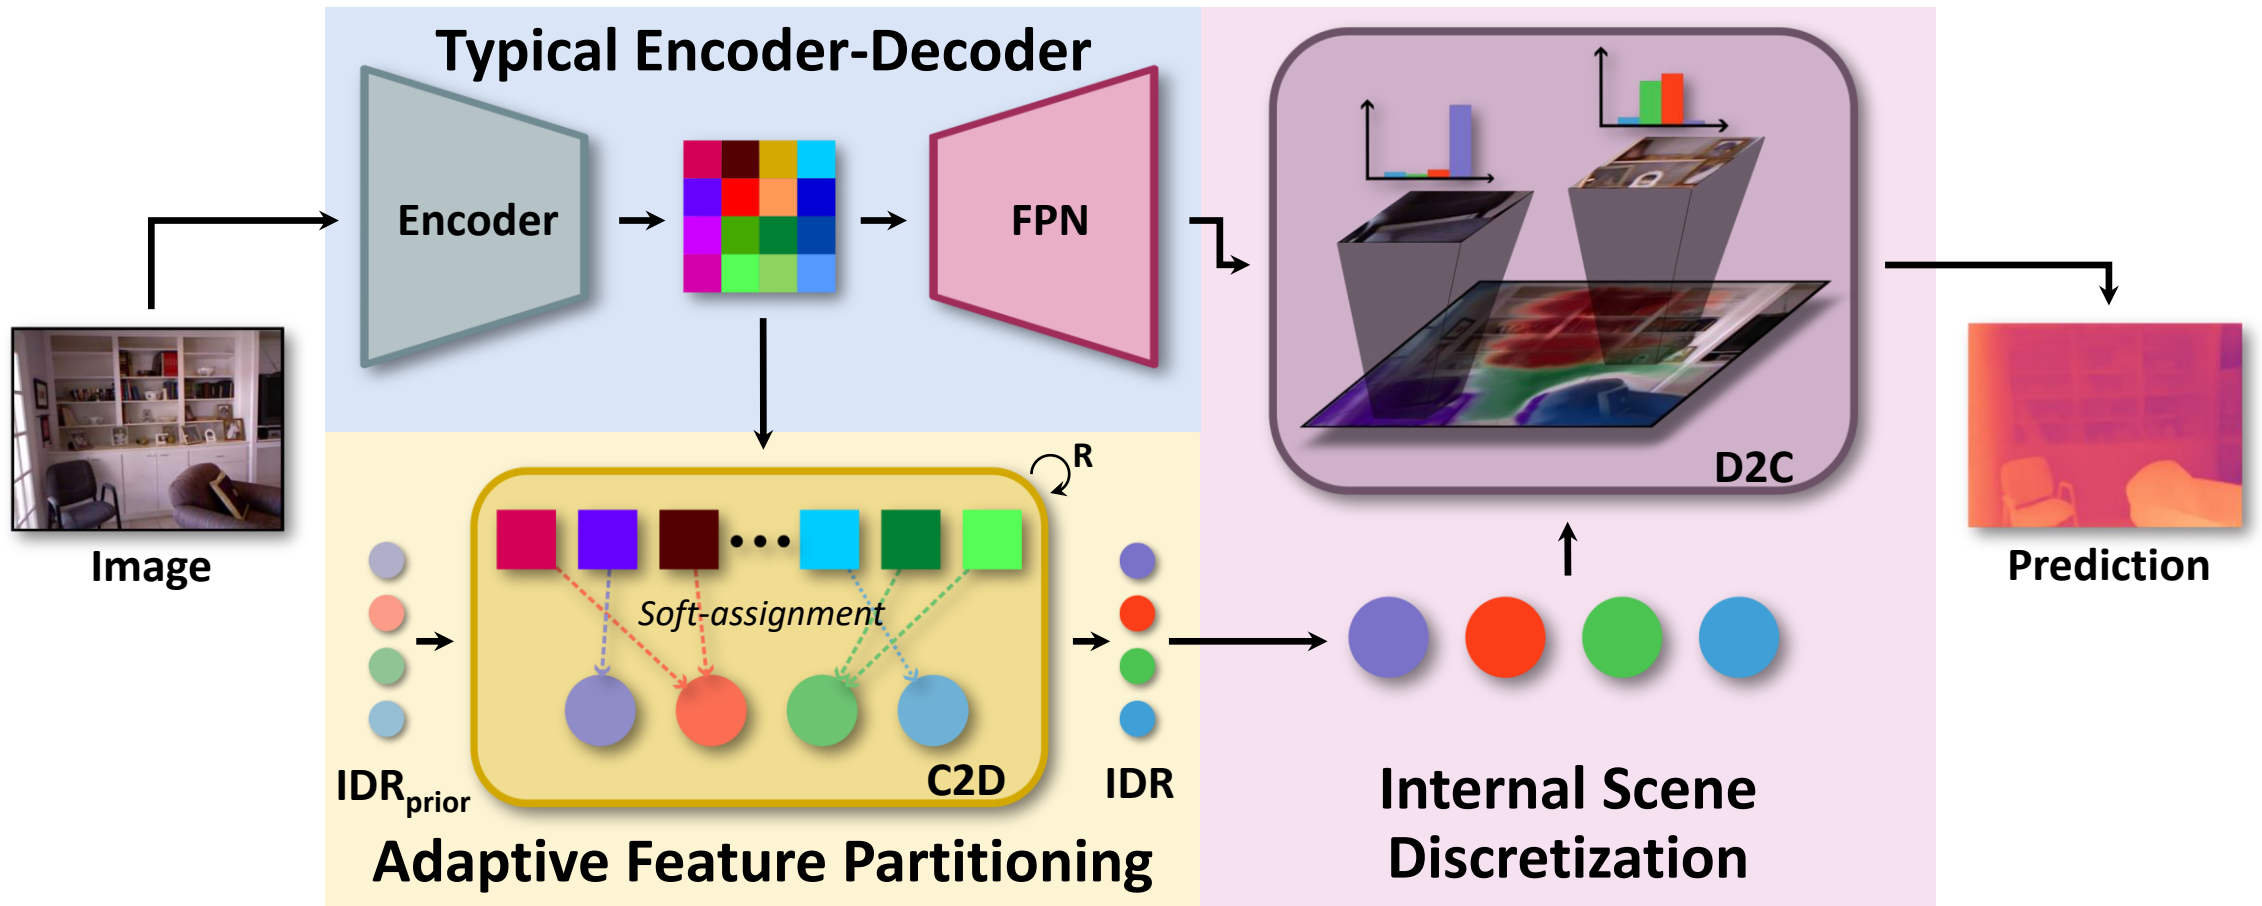 Typical Encoder-Decoder
Encoder
FPN
D2C
Image
Prediction
R
Soft-assignment
C2D
IDRprior
IDR
Adaptive Feature Partitioning
Internal Scene
Discretization